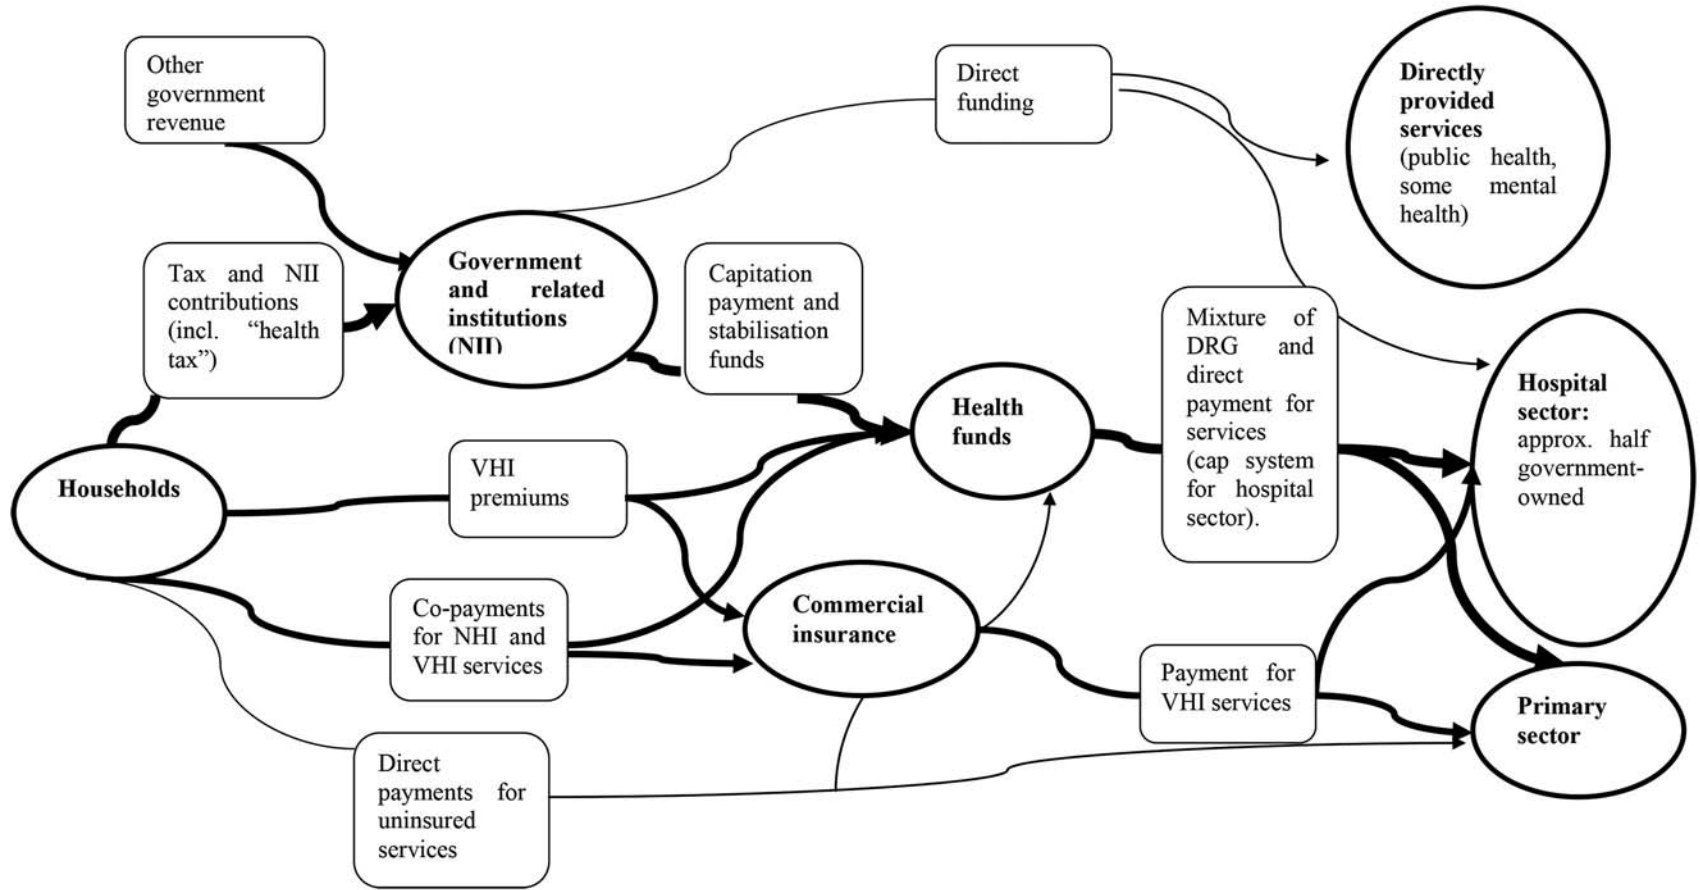 Other
government
revenue
Direct
funding
Directly
provided
services
(public health,
some mental
health)
Tax and NII
contributions
(incl. “health
tax”)
Government
and related
institutions
(NII)
Capitation
payment and
stabilisation
funds
Mixture of
DRG and
direct
payment for
services
(cap system
for hospital
sector).
Hospital
sector:
approx. half
government-
owned
Health
funds
Households
VHI
premiums
Co-payments
for NHI and
VHI services
Commercial
insurance
Payment for
VHI services
Primary
sector
Direct
payments for
uninsured
services